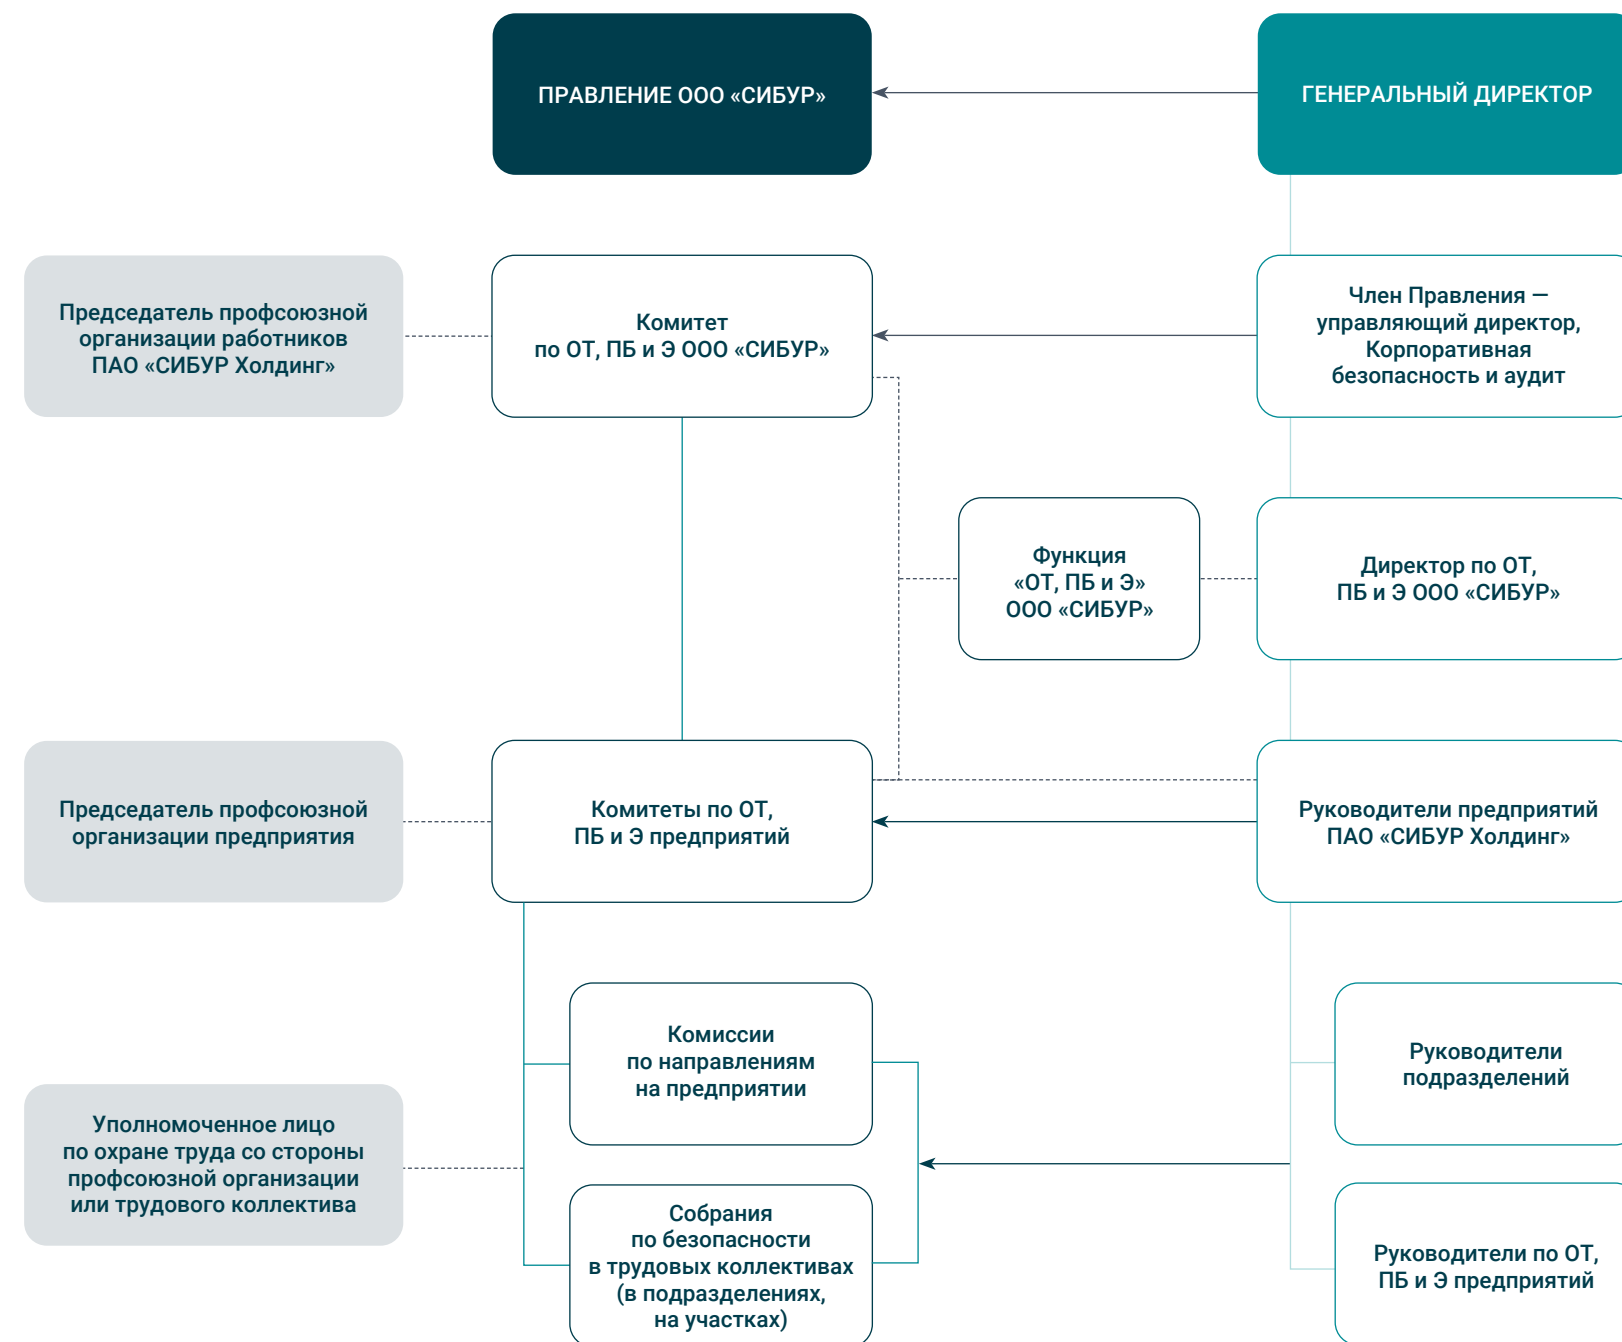 ПРАВЛЕНИЕ ООО «СИБУР»
ГЕНЕРАЛЬНЫЙ ДИРЕКТОР
Председатель профсоюзной
организации работников
ПАО «СИБУР Холдинг»
Комитет
по ОТ, ПБ и Э ООО «СИБУР»
Член Правления —
управляющий директор,
Корпоративная
безопасность и аудит
Функция
«ОТ, ПБ и Э»
ООО «СИБУР»
Директор по ОТ,
ПБ и Э ООО «СИБУР»
Председатель профсоюзной
организации предприятия
Комитеты по ОТ,
ПБ и Э предприятий
Руководители предприятий
ПАО «СИБУР Холдинг»
Комиссии
по направлениям
на предприятии
Руководители
подразделений
Уполномоченное лицо
по охране труда со стороны
профсоюзной организации
или трудового коллектива
Собрания
по безопасности
в трудовых коллективах
(в подразделениях,
на участках)
Руководители по ОТ,
ПБ и Э предприятий